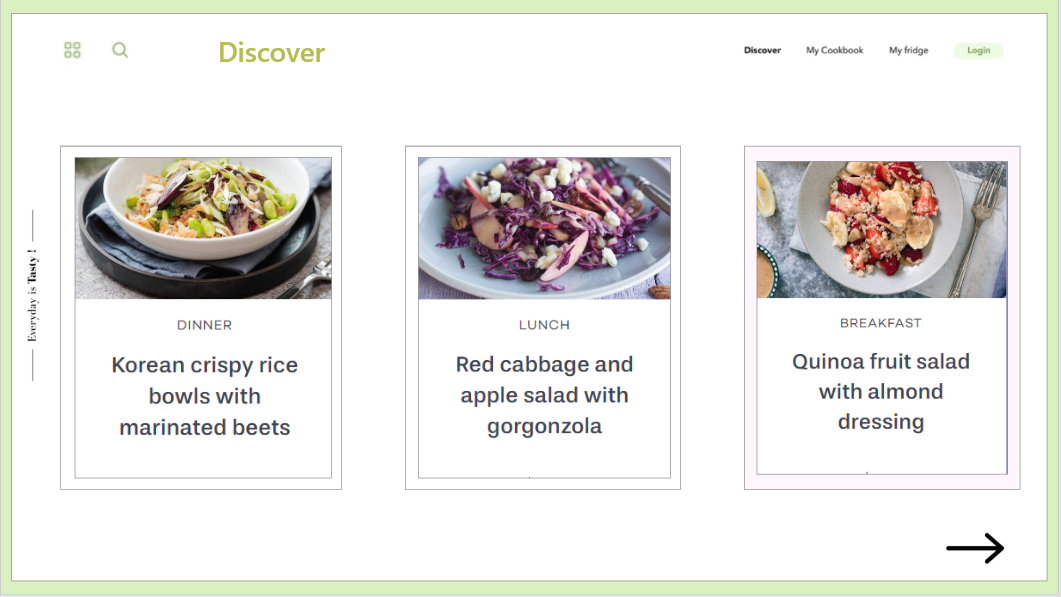 Discover
Discover
My Cookbook
My fridge
Login
Everyday is Tasty !
DINNER
Korean crispy rice
bowls with
marinated beets
LUNCH
Red cabbage and
apple salad with
gorgonzola
BREAKFAST
Quinoa fruit salad
with almond
dressing